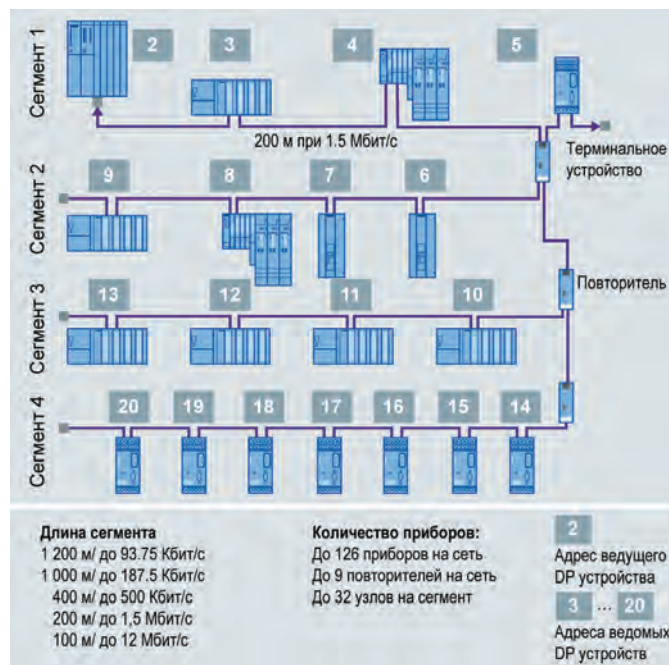 Сегмент 1
2
3
4
5
200 м при 1.5 Мбит/с
Терминальное
устройство
Сегмент 2
9
8
7
6
Повторитель
Сегмент 3
13
12
11
10
Сегмент 4
20
19
18
17
16
15
14
Длина сегмента
1 200 м/ до 93.75 Кбит/с
1 000 м/ до 187.5 Кбит/с
400 м/ до 500 Кбит/с
200 м/ до 1,5 Мбит/с
100 м/ до 12 Мбит/с
Количество приборов:
До 126 приборов на сеть
До 9 повторителей на сеть
До 32 узлов на сегмент
2
Адрес ведущего
DP устройства
3 ... 20
Адреса ведомых
DP устройств